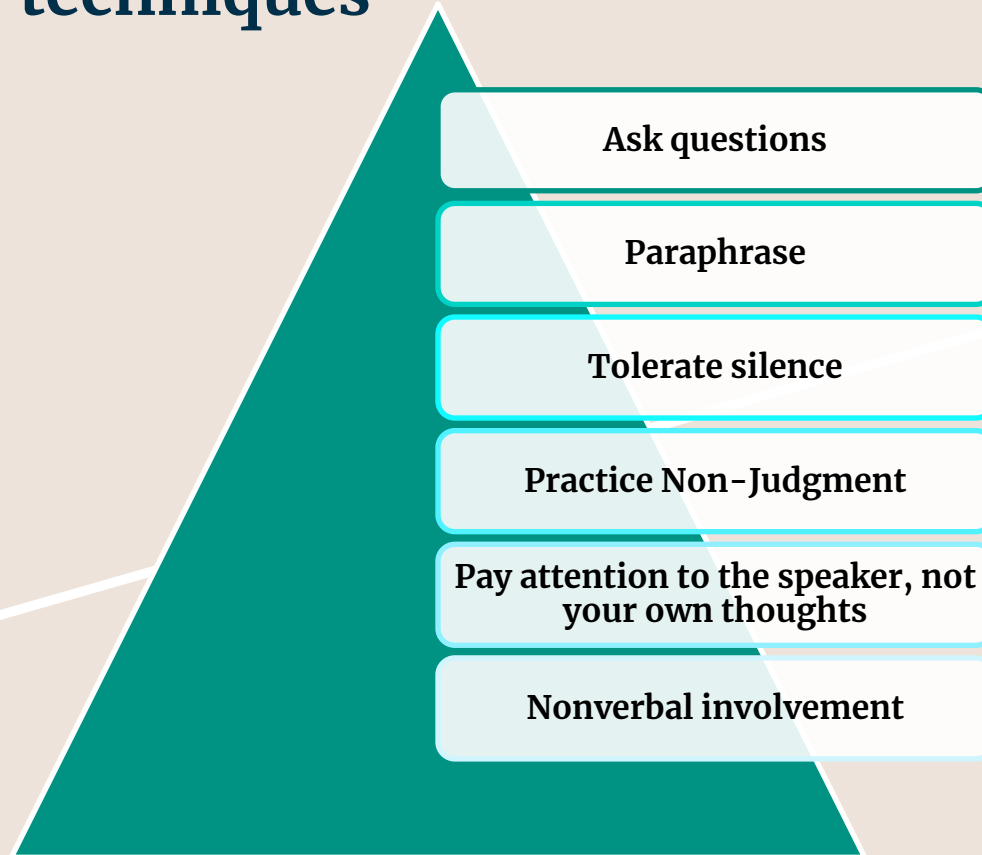 techniques
Ask questions
Paraphrase
Tolerate silence
Practice Non-Judgment
Pay attention to the speaker, not
your own thoughts
Nonverbal involvement